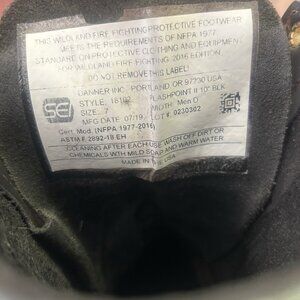 THIS WILDLAND FIRE FIGHTING PROTECTIVE FOOTWEAR
MEETS THE REQUIREMENTS OF NFPA 1977,
STANDARD ON PROTECTIVE CLOTHING AND EQUIPMENT
FOR WILDLAND FIRE FIGHTING 2016 EDITION
DO NOT REMOVE THIS LABEL!
DANNER INC. PORTLAND OR 97230 USA
STYLE: 18102 FLASHPOINT II 10" BLK
SIZE: 7 WIDTH: Men D
MFG DATE 07/19 LOT #: 0230302
Cert. Mod. (NFPA 1977-2016)
ASTM F 2892-18 EH
CLEANING AFTER EACH USE WASH OFF DIRT OR
CHEMICALS WITH MILD SOAP AND WARM WATER
MADE IN THE USA